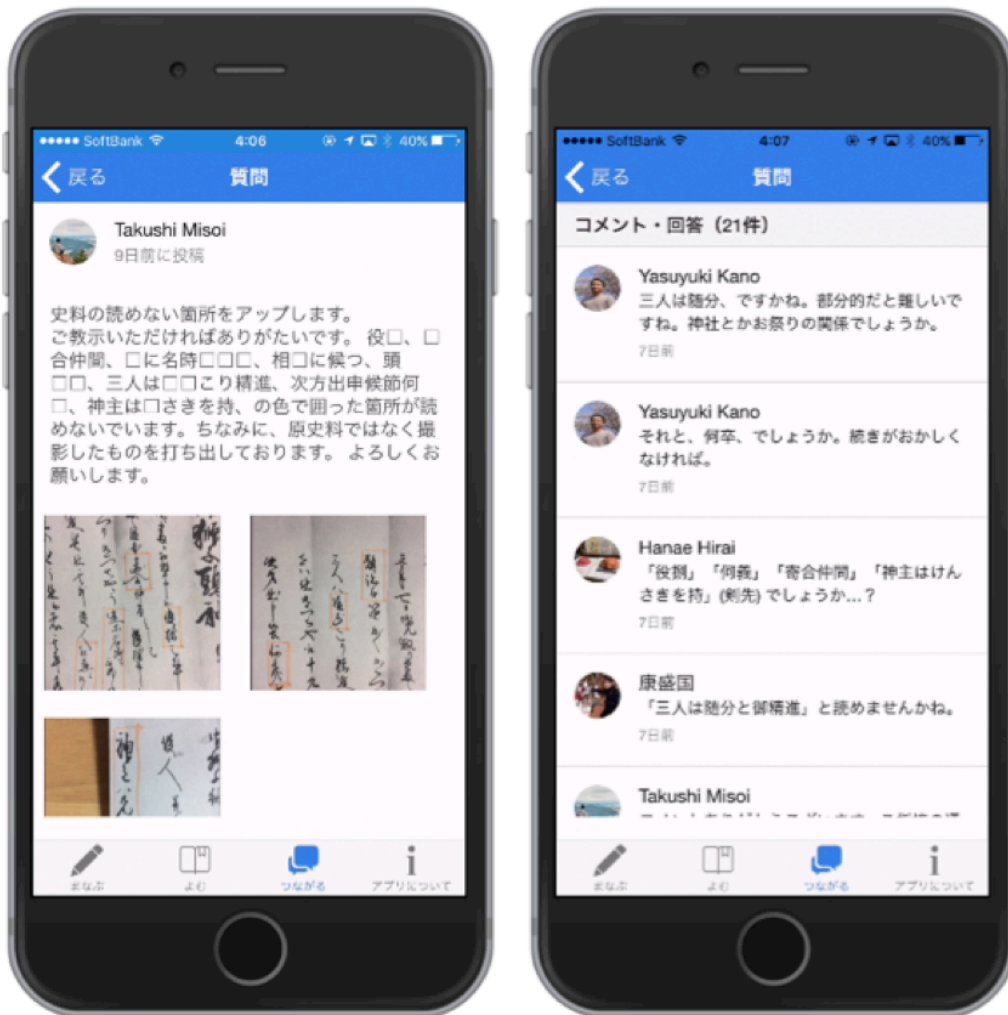 SoftBank 4:06 40%
戻る 質問
Takushi Misoi
9日前に投稿
史料の読めない箇所をアップします。
ご教示いただければありがたいです。 役□、□
合仲間、□に名時□□□、相□に候つ、頭
□□、三人は□□こり精進、次方出申候節何
□、神主は□さきを持、の色で囲った箇所が読
めないでいます。ちなみに、原史料ではなく撮
影したものを打ち出しております。 よろしくお
願いします。
まなぶ よむ つながる アプリについて
SoftBank 4:07 40%
戻る 質問
コメント・回答（21件）
Yasuyuki Kano
三人は随分、ですかね。部分的だと難しいで
すね。神社とかお祭りの関係でしょうか。
7日前
Yasuyuki Kano
それと、何卒、でしょうか。続きがおかしく
なければ。
7日前
Hanae Hirai
「役捌」「何義」「寄合仲間」「神主はけん
さきを持」(剣先) でしょうか…？
7日前
康盛国
「三人は随分と御精進」と読めませんかね。
7日前
Takushi Misoi
まなぶ よむ つながる アプリについて